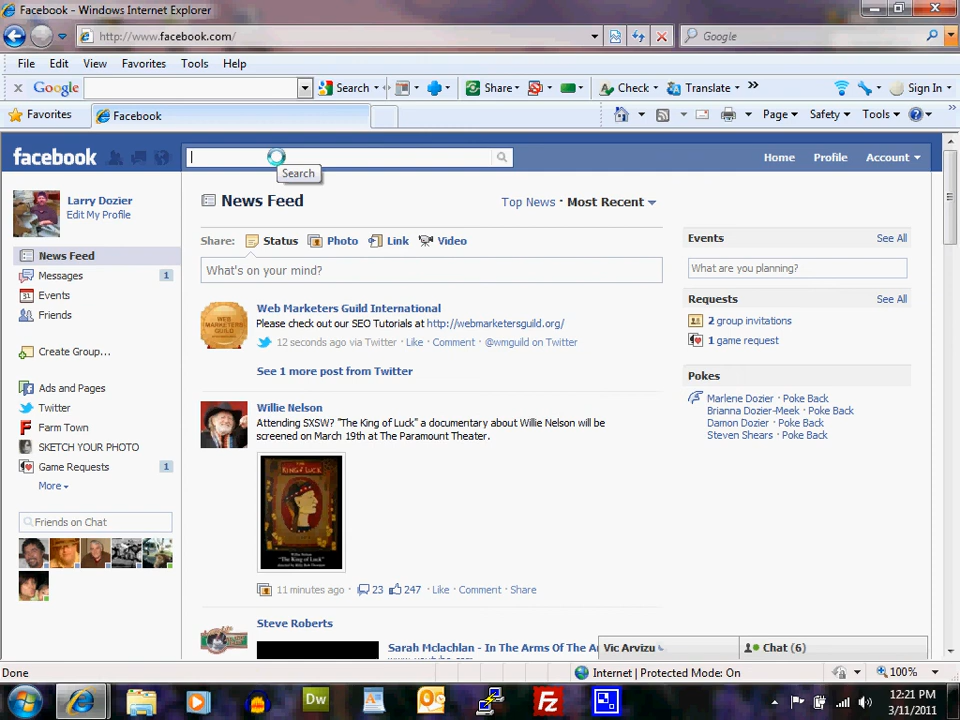 Facebook - Windows Internet Explorer
http://www.facebook.com/
Google
File Edit View Favorites Tools Help
Google Search Share Check Translate Sign In
Favorites Facebook Page Safety Tools
facebook Home Profile Account
Search
Larry Dozier
Edit My Profile
News Feed
Messages 1
Events
Friends
Create Group...
Ads and Pages
Twitter
Farm Town
SKETCH YOUR PHOTO
Game Requests 1
More
Friends on Chat
News Feed Top News · Most Recent
Share: Status Photo Link Video
What's on your mind?
Web Marketers Guild International
Please check out our SEO Tutorials at http://webmarketersguild.org/
12 seconds ago via Twitter · Like · Comment · @wmguild on Twitter
See 1 more post from Twitter
Willie Nelson
Attending SXSW? "The King of Luck" a documentary about Willie Nelson will be
screened on March 19th at The Paramount Theater.
KING OF LUCK
Willie Nelson
"The King of Luck"
11 minutes ago · 23 247 · Like · Comment · Share
Steve Roberts
Sarah Mclachlan - In The Arms Of The A
Events See All
What are you planning?
Requests See All
2 group invitations
1 game request
Pokes
Marlene Dozier · Poke Back
Brianna Dozier-Meek · Poke Back
Damon Dozier · Poke Back
Steven Shears · Poke Back
Vic Arvizu
Chat (6)
Done Internet | Protected Mode: On 100%
Dw
12:21 PM
3/11/2011